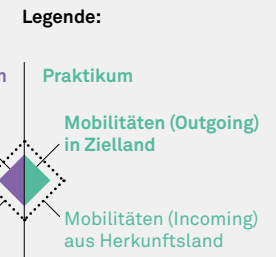 Legende:
Praktikum
Mobilitäten (Outgoing)
in Zielland
Mobilitäten (Incoming)
aus Herkunftsland